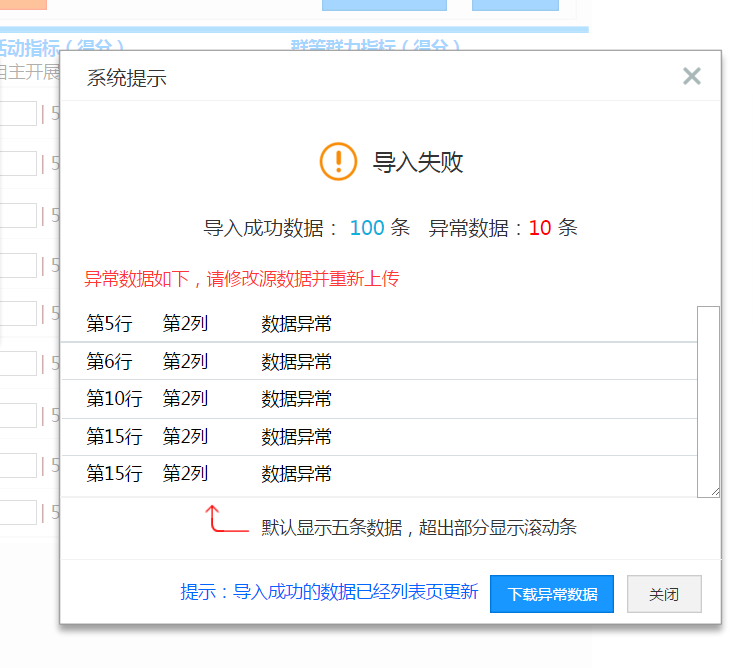 活动指标（得分）
群策群力指标（得分）
自主开展
系统提示
导入失败
导入成功数据： 100 条 异常数据：10 条
异常数据如下，请修改源数据并重新上传
| 5
第5行 第2列 数据异常
| 5
第6行 第2列 数据异常
| 5
第10行 第2列 数据异常
| 5
第15行 第2列 数据异常
| 5
第15行 第2列 数据异常
| 5
默认显示五条数据，超出部分显示滚动条
提示：导入成功的数据已经列表页更新
下载异常数据
关闭